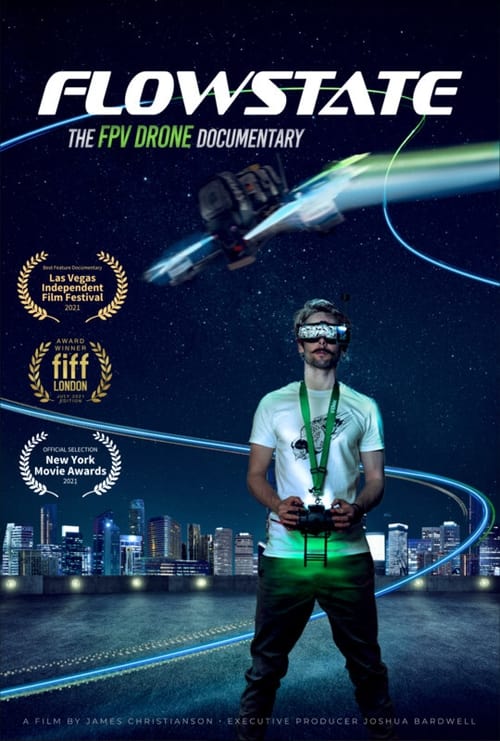 FLOWSTATE
THE FPV DRONE DOCUMENTARY
Best Feature Documentary
Las Vegas
Independent
Film Festival
2021
AWARD
WINNER
fiff
LONDON
JULY 2021
EDITION
OFFICIAL SELECTION
New York
Movie Awards
2021
A FILM BY JAMES CHRISTIANSON • EXECUTIVE PRODUCER JOSHUA BARDWELL